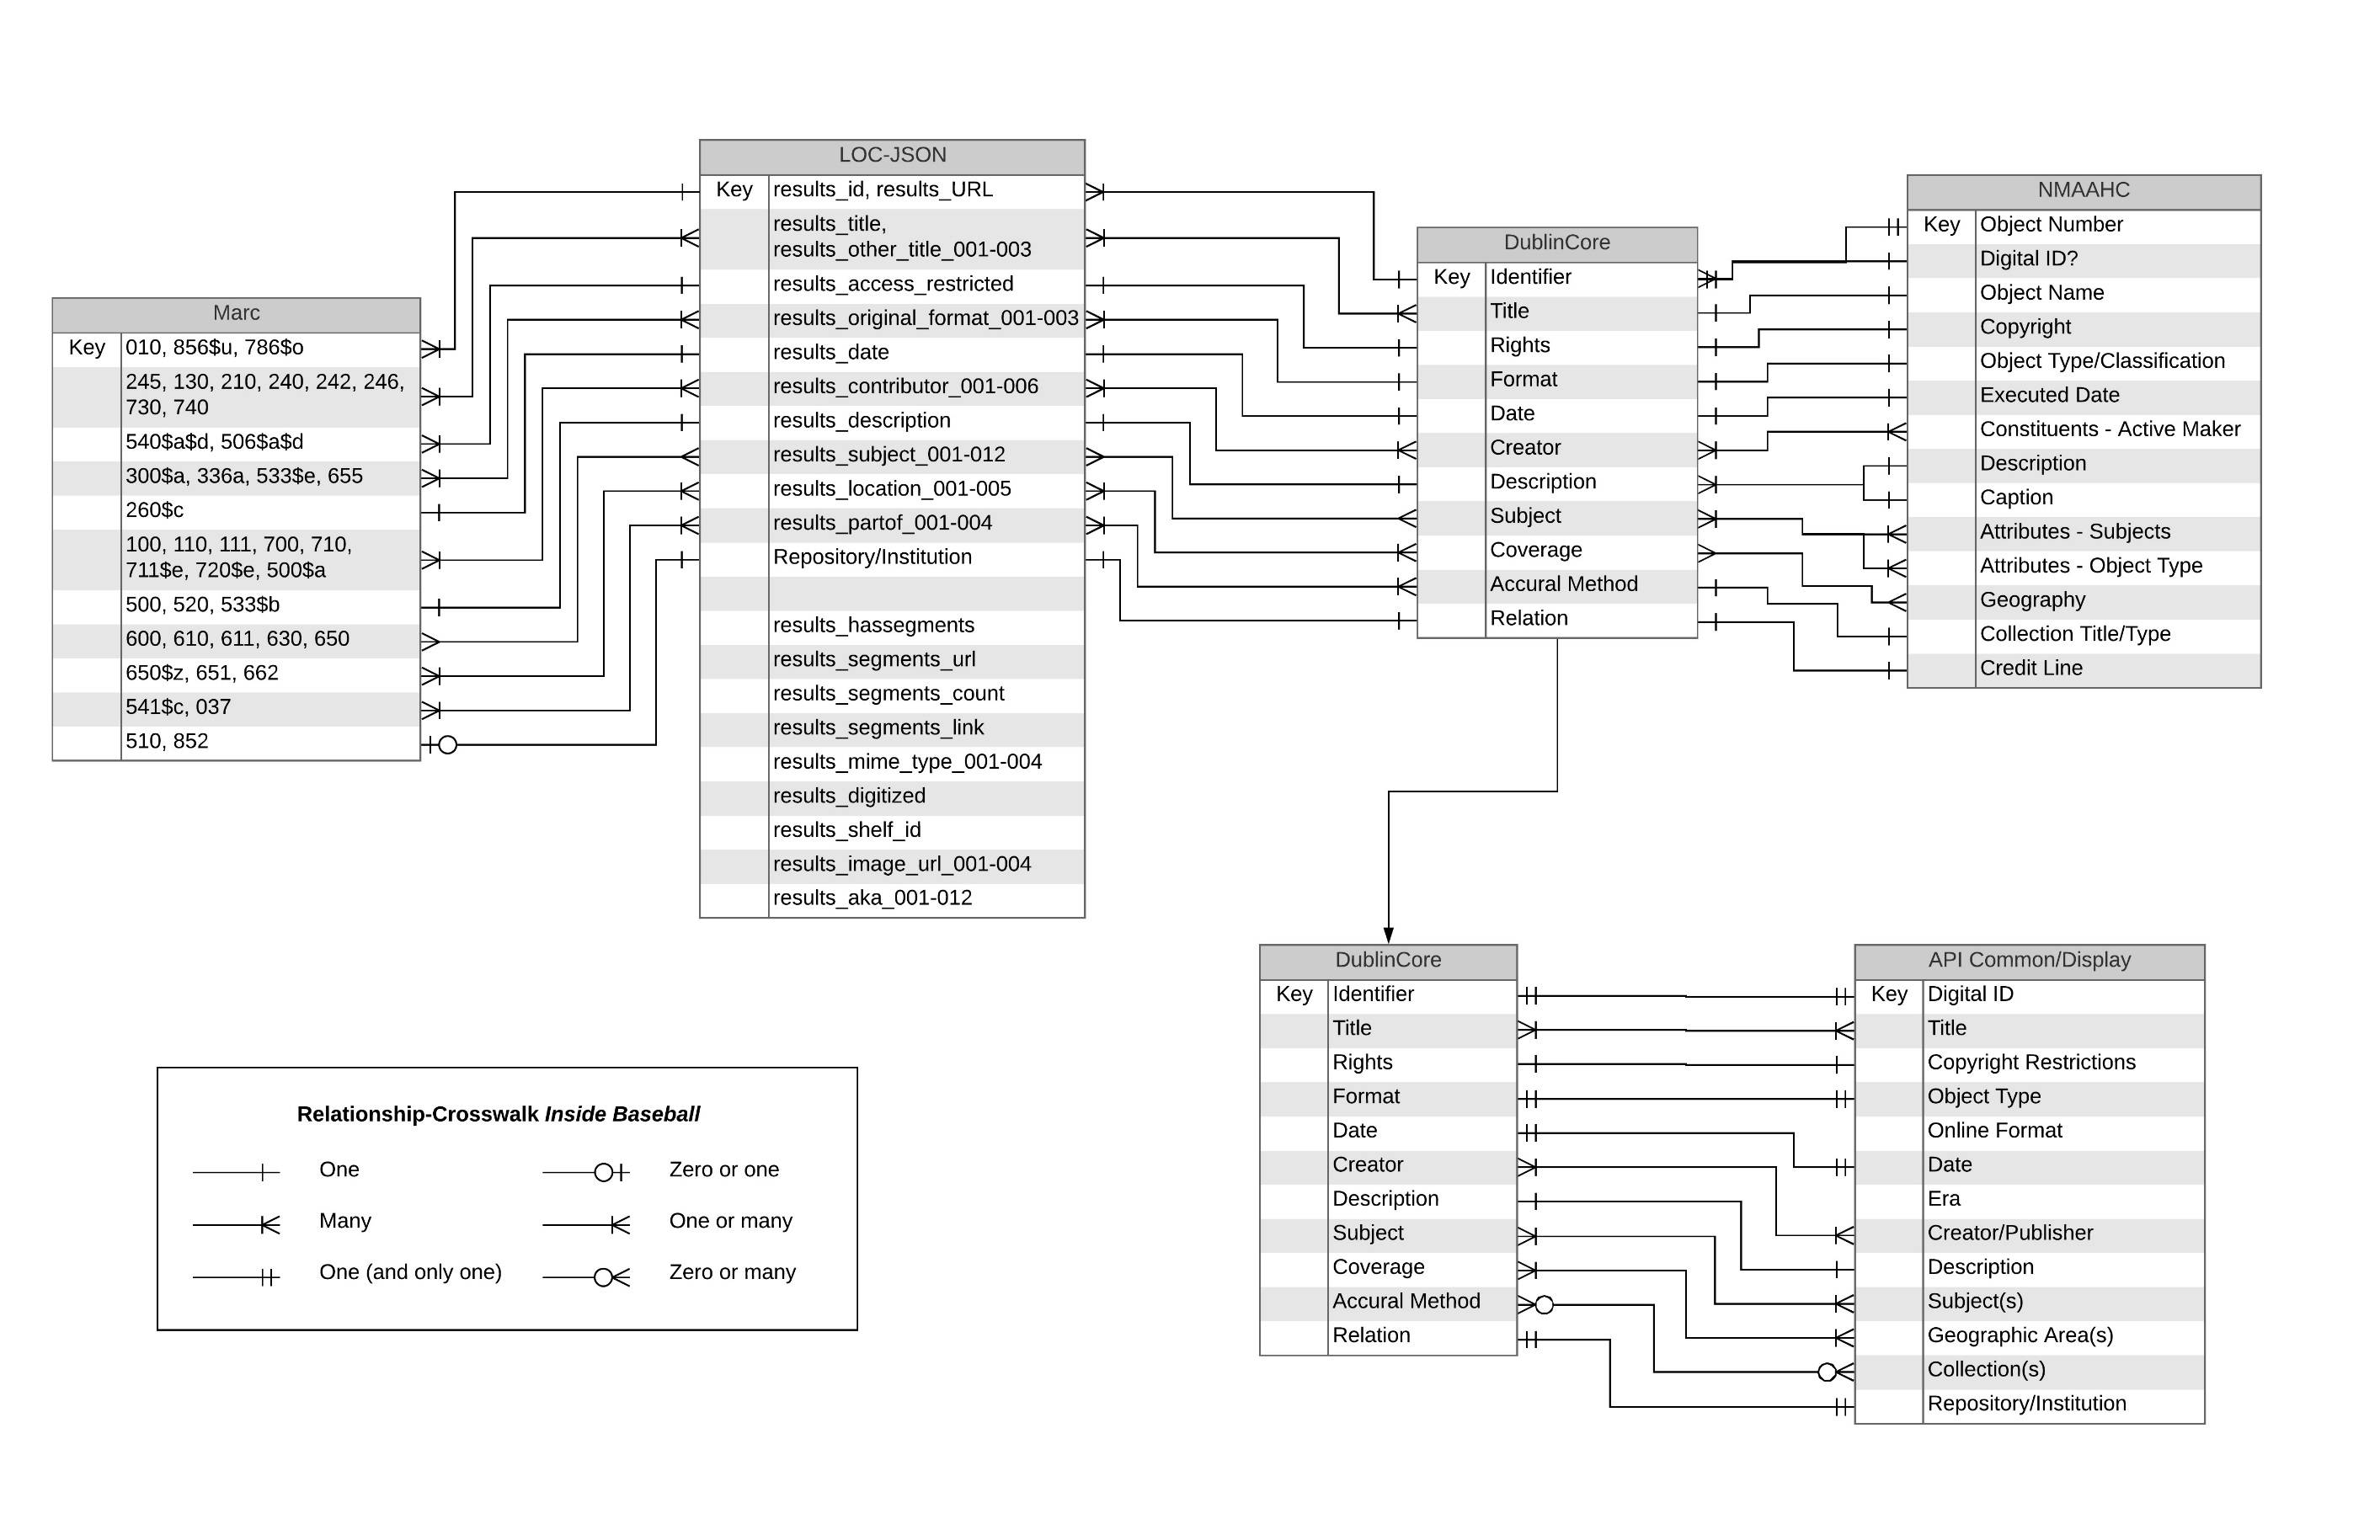 Marc
Key 010, 856$u, 786$o
245, 130, 210, 240, 242, 246,
730, 740
540$a$d, 506$a$d
300$a, 336a, 533$e, 655
260$c
100, 110, 111, 700, 710,
711$e, 720$e, 500$a
500, 520, 533$b
600, 610, 611, 630, 650
650$z, 651, 662
541$c, 037
510, 852
LOC-JSON
Key results_id, results_URL
results_title,
results_other_title_001-003
results_access_restricted
results_original_format_001-003
results_date
results_contributor_001-006
results_description
results_subject_001-012
results_location_001-005
results_partof_001-004
Repository/Institution
results_hassegments
results_segments_url
results_segments_count
results_segments_link
results_mime_type_001-004
results_digitized
results_shelf_id
results_image_url_001-004
results_aka_001-012
DublinCore
Key Identifier
Title
Rights
Format
Date
Creator
Description
Subject
Coverage
Accural Method
Relation
NMAAHC
Key Object Number
Digital ID?
Object Name
Copyright
Object Type/Classification
Executed Date
Constituents - Active Maker
Description
Caption
Attributes - Subjects
Attributes - Object Type
Geography
Collection Title/Type
Credit Line
DublinCore
Key Identifier
Title
Rights
Format
Date
Creator
Description
Subject
Coverage
Accural Method
Relation
API Common/Display
Key Digital ID
Title
Copyright Restrictions
Object Type
Online Format
Date
Era
Creator/Publisher
Description
Subject(s)
Geographic Area(s)
Collection(s)
Repository/Institution
Relationship-Crosswalk Inside Baseball
One Zero or one
Many One or many
One (and only one) Zero or many